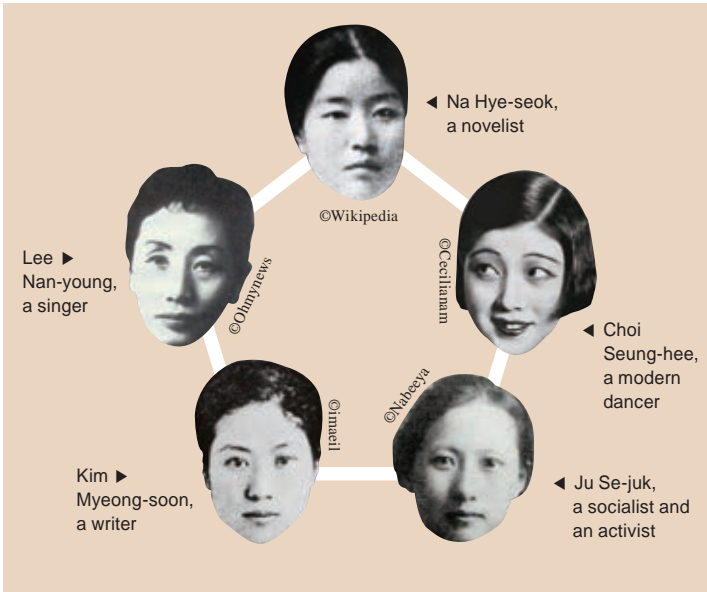 Na Hye-seok,
a novelist
©Wikipedia
Lee
Nan-young,
a singer
©Ohmynews
©Cecilianam
Choi
Seung-hee,
a modern
dancer
©Nabeeya
©imaeil
Kim
Myeong-soon,
a writer
Ju Se-juk,
a socialist and
an activist